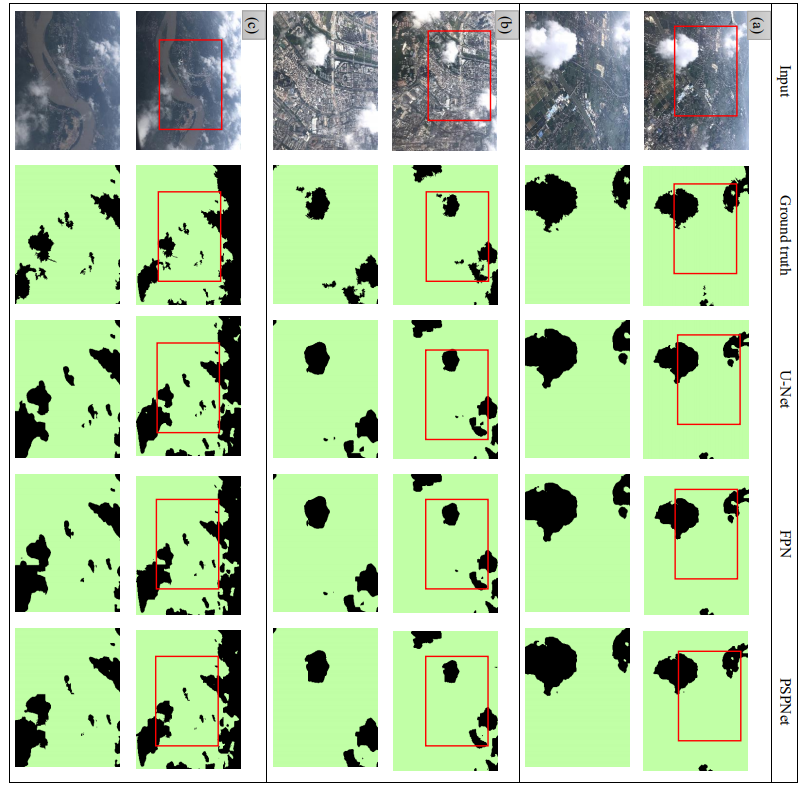 Input
Ground truth
U-Net
FPN
PSPNet
(a)
(b)
(c)